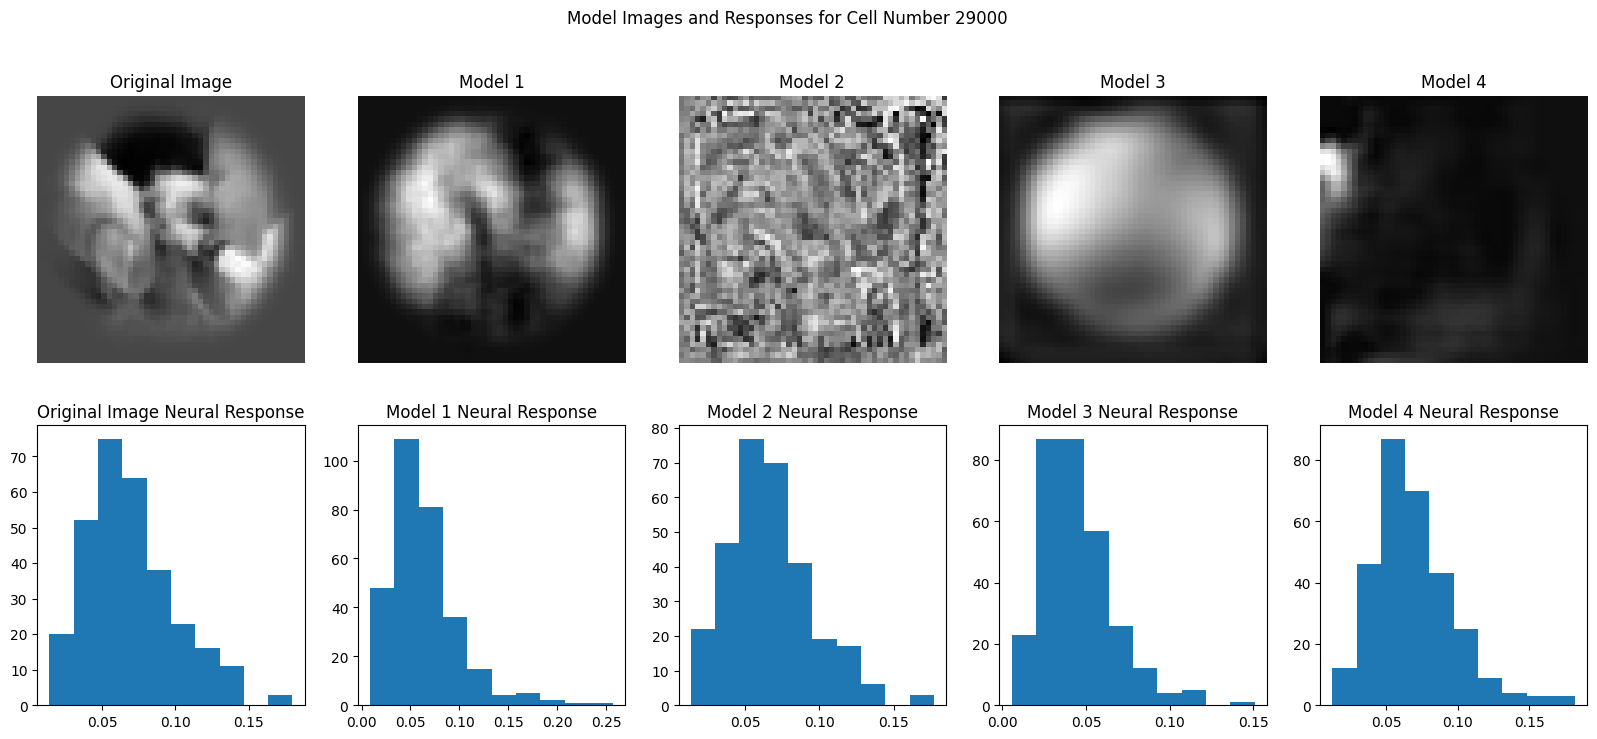 Model Images and Responses for Cell Number 29000
Original Image
Model 1
Model 2
Model 3
Model 4
Original Image Neural Response
Model 1 Neural Response
Model 2 Neural Response
Model 3 Neural Response
Model 4 Neural Response
70
60
50
40
30
20
10
0
0.05 0.10 0.15
100
80
60
40
20
0
0.00 0.05 0.10 0.15 0.20 0.25
80
70
60
50
40
30
20
10
0
0.05 0.10 0.15
80
60
40
20
0
0.00 0.05 0.10 0.15
80
60
40
20
0
0.05 0.10 0.15